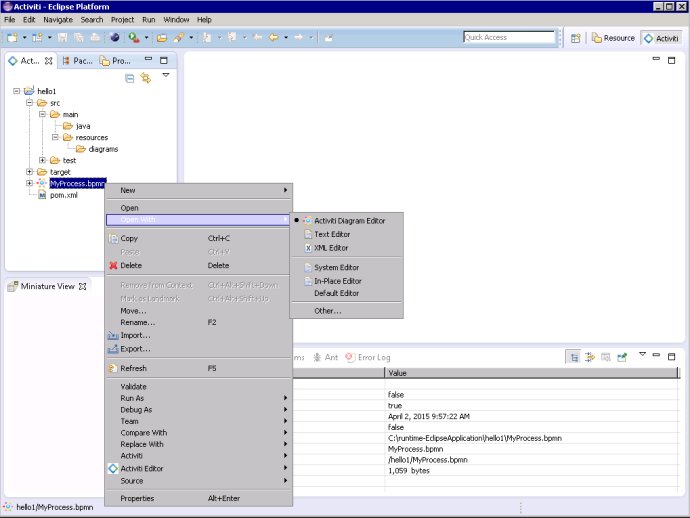 Activiti - Eclipse Platform
File Edit Navigate Search Project Run Window Help
Quick Access
Resource
Activiti
Act...
Pac...
Pro...
hello1
src
main
java
resources
diagrams
test
target
MyProcess.bpmn
pom.xml
New
Open
Open With
Activiti Diagram Editor
Text Editor
XML Editor
System Editor
In-Place Editor
Default Editor
Other...
Copy Ctrl+C
Paste Ctrl+V
Delete Delete
Remove from Context Ctrl+Alt+Shift+Down
Mark as Landmark Ctrl+Alt+Shift+Up
Move...
Rename... F2
Import...
Export...
Refresh F5
Validate
Run As
Debug As
Team
Compare With
Replace With
Activiti
Activiti Editor
Source
Properties Alt+Enter
Miniature View
ms
Ant
Error Log
Value
false
true
April 2, 2015 9:57:22 AM
false
C:\runtime-EclipseApplication\hello1\MyProcess.bpmn
MyProcess.bpmn
/hello1/MyProcess.bpmn
1,059 bytes
hello1/MyProcess.bpmn